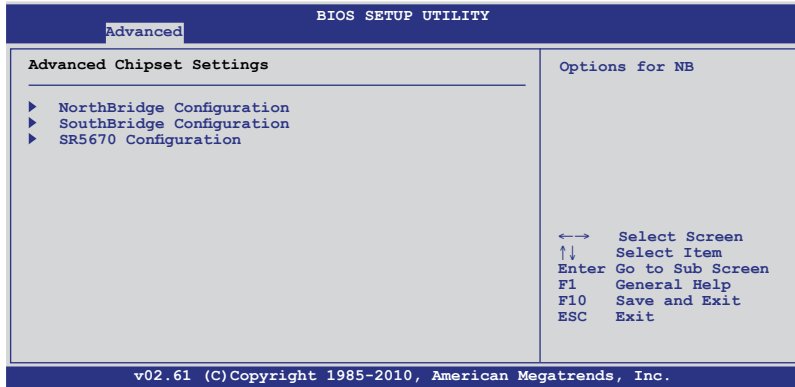 BIOS SETUP UTILITY
Advanced
Advanced Chipset Settings
NorthBridge Configuration
SouthBridge Configuration
SR5670 Configuration
Options for NB
←→ Select Screen
↑↓ Select Item
Enter Go to Sub Screen
F1 General Help
F10 Save and Exit
ESC Exit
v02.61 (C)Copyright 1985-2010, American Megatrends, Inc.